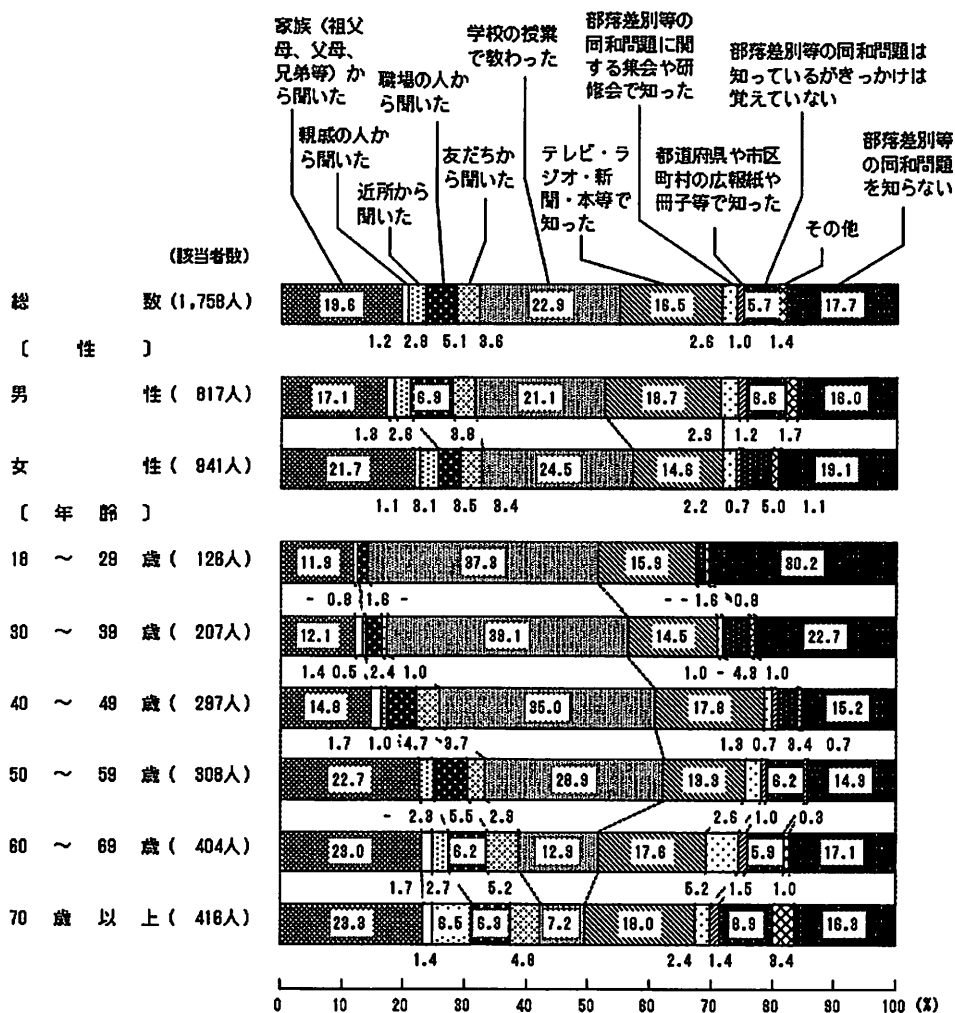 家族（祖父
母、父母、
兄弟等）か
ら聞いた
親戚の人か
ら聞いた
近所から
聞いた
職場の人か
ら聞いた
友だちか
ら聞いた
学校の授業
で教わった
テレビ・ラ
ジオ・新
聞・本等で
知った
部落差別等の
同和問題に関
する集会や研
修会で知った
都道府県や市区
町村の広報紙や
冊子等で知った
部落差別等の同和問題は
知っているがきっかけは
覚えていない
その他
部落差別等
の同和問題
を知らない
（該当者数）
総 数 (1,758人) 19.6 22.9 16.5 5.7 17.7
1.2 2.8 5.1 3.6 2.6 1.0 1.4
〔 性 〕
男 性 ( 817人) 17.1 6.9 21.1 18.7 6.6 16.0
1.3 2.6 3.8 2.9 1.2 1.7
女 性 ( 941人) 21.7 24.5 14.6 19.1
1.1 3.1 3.5 3.4 2.2 0.7 5.0 1.1
〔 年 齢 〕
18 ～ 29 歳 ( 126人) 11.9 37.3 15.9 30.2
- 0.8 1.6 - - - 1.6 0.8
30 ～ 39 歳 ( 207人) 12.1 39.1 14.5 22.7
1.4 0.5 2.4 1.0 1.0 - 4.3 1.0
40 ～ 49 歳 ( 297人) 14.8 35.0 17.8 15.2
1.7 1.0 4.7 3.7 1.3 0.7 3.4 0.7
50 ～ 59 歳 ( 308人) 22.7 28.9 13.3 6.2 14.3
- 2.3 5.5 2.9 2.6 1.0 0.3
60 ～ 69 歳 ( 404人) 23.0 6.2 12.9 17.6 5.9 17.1
1.7 2.7 5.2 5.2 1.5 1.0
70 歳 以 上 ( 416人) 23.3 6.5 6.3 7.2 18.0 8.9 16.3
1.4 4.8 2.4 1.4 3.4
0 10 20 30 40 50 60 70 80 90 100 (%)